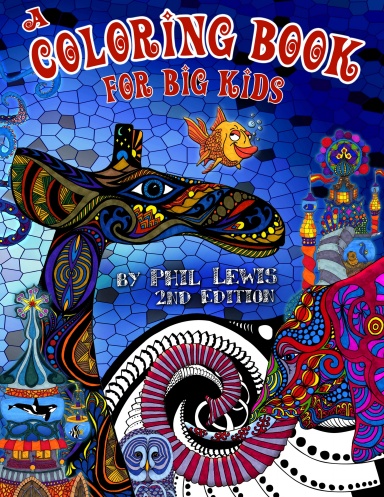 A
COLORING BOOK
FOR BIG KIDS
BY PHIL LEWIS
2ND EDITION